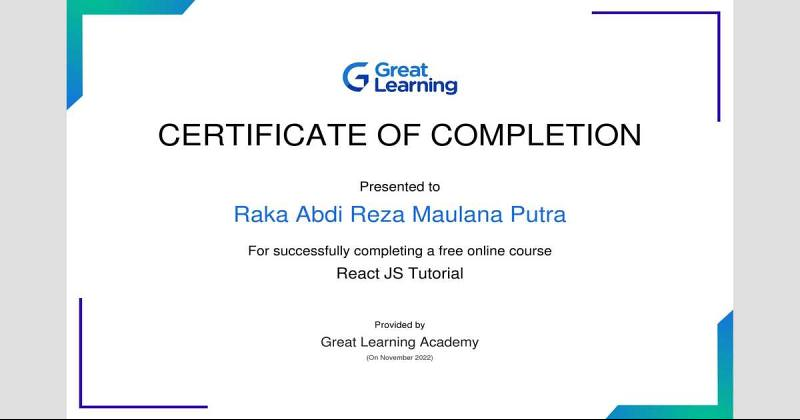 Great
Learning
CERTIFICATE OF COMPLETION
Presented to
Raka Abdi Reza Maulana Putra
For successfully completing a free online course
React JS Tutorial
Provided by
Great Learning Academy
(On November 2022)